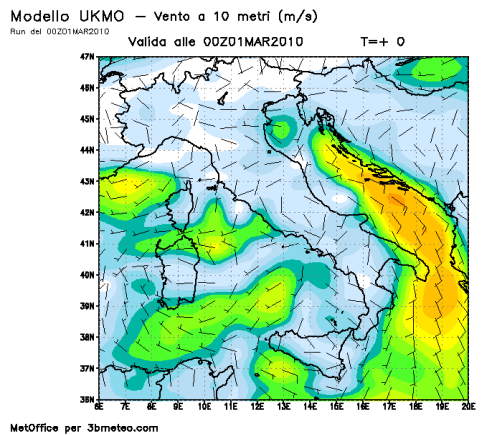 Modello UKMO — Vento a 10 metri (m/s)
Run del 00Z01MAR2010
Valida alle 00Z01MAR2010 T=+ 0
47N
46N
45N
44N
43N
42N
41N
40N
39N
38N
37N
36N
6E 7E 8E 9E 10E 11E 12E 13E 14E 15E 16E 17E 18E 19E 20E
MetOffice per 3bmeteo.com